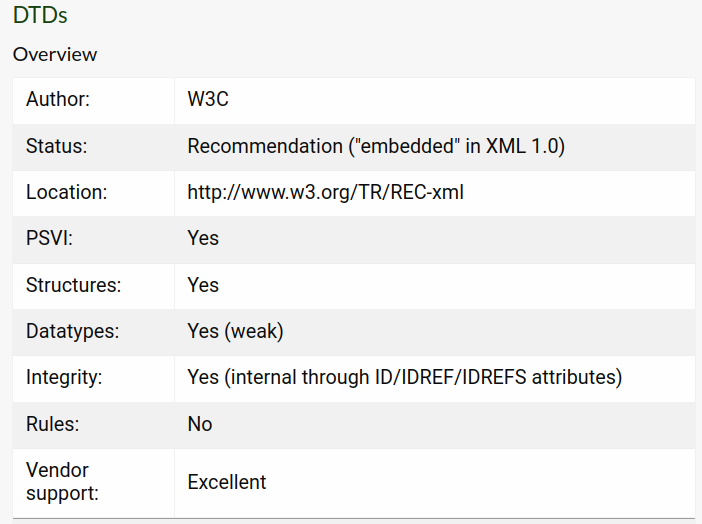 DTDs
Overview
Author: W3C
Status: Recommendation ("embedded" in XML 1.0)
Location: http://www.w3.org/TR/REC-xml
PSVI: Yes
Structures: Yes
Datatypes: Yes (weak)
Integrity: Yes (internal through ID/IDREF/IDREFS attributes)
Rules: No
Vendor
support: Excellent